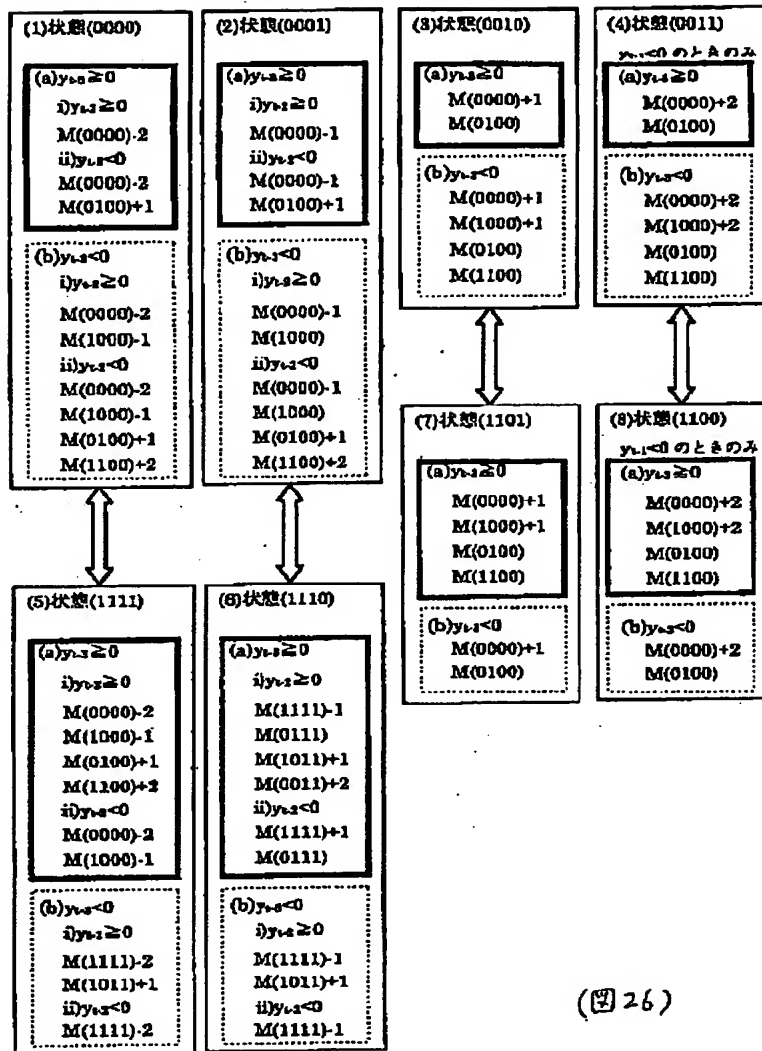 (1)状態(0000)
(a)yₜ₋₃≧0
i)yₜ₋₂≧0
M(0000)-2
ii)yₜ₋₂<0
M(0000)-2
M(0100)+1
(b)yₜ₋₃<0
i)yₜ₋₂≧0
M(0000)-2
M(1000)-1
ii)yₜ₋₂<0
M(0000)-2
M(1000)-1
M(0100)+1
M(1100)+2
(2)状態(0001)
(a)yₜ₋₃≧0
i)yₜ₋₂≧0
M(0000)-1
ii)yₜ₋₂<0
M(0000)-1
M(0100)+1
(b)yₜ₋₃<0
i)yₜ₋₂≧0
M(0000)-1
M(1000)
ii)yₜ₋₂<0
M(0000)-1
M(1000)
M(0100)+1
M(1100)+2
(3)状態(0010)
(a)yₜ₋₃≧0
M(0000)+1
M(0100)
(b)yₜ₋₃<0
M(0000)+1
M(1000)+1
M(0100)
M(1100)
(4)状態(0011)
yₜ₋₁<0 のときのみ
(a)yₜ₋₃≧0
M(0000)+2
M(0100)
(b)yₜ₋₃<0
M(0000)+2
M(1000)+2
M(0100)
M(1100)
(5)状態(1111)
(a)yₜ₋₃≧0
i)yₜ₋₂≧0
M(0000)-2
M(1000)-1
M(0100)+1
M(1100)+2
ii)yₜ₋₂<0
M(0000)-2
M(1000)-1
(b)yₜ₋₃<0
i)yₜ₋₂≧0
M(1111)-2
M(1011)+1
ii)yₜ₋₂<0
M(1111)-2
(6)状態(1110)
(a)yₜ₋₃≧0
i)yₜ₋₂≧0
M(1111)-1
M(0111)
M(1011)+1
M(0011)+2
ii)yₜ₋₂<0
M(1111)+1
M(0111)
(b)yₜ₋₃<0
i)yₜ₋₂≧0
M(1111)-1
M(1011)+1
ii)yₜ₋₂<0
M(1111)-1
(7)状態(1101)
(a)yₜ₋₃≧0
M(0000)+1
M(1000)+1
M(0100)
M(1100)
(b)yₜ₋₃<0
M(0000)+1
M(0100)
(8)状態(1100)
yₜ₋₁<0 のときのみ
(a)yₜ₋₃≧0
M(0000)+2
M(1000)+2
M(0100)
M(1100)
(b)yₜ₋₃<0
M(0000)+2
M(0100)
(図26)